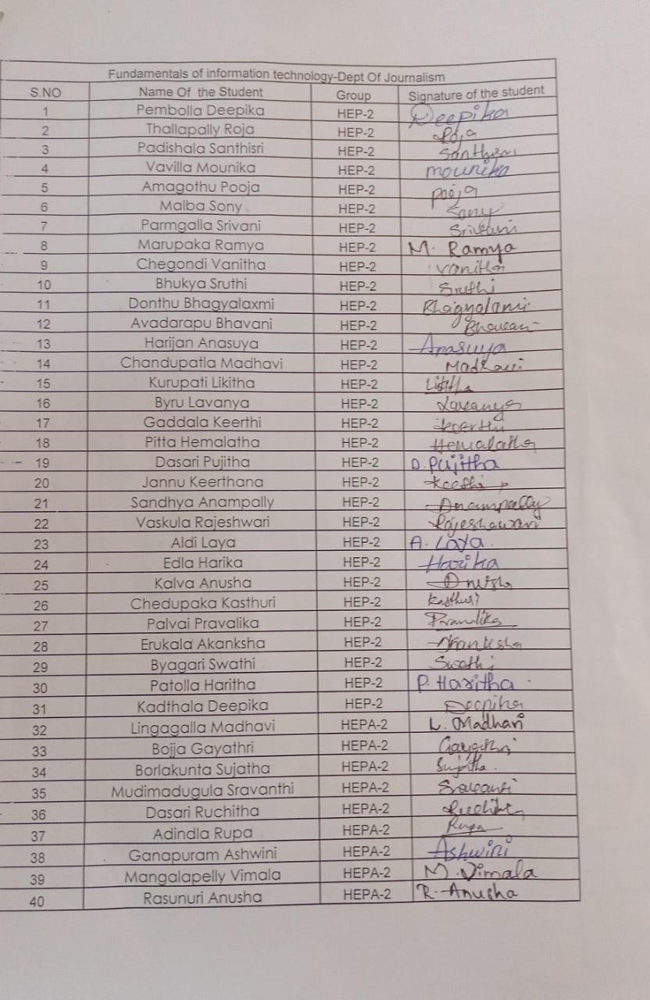 Fundamentals of information technology-Dept Of Journalism
S.NO Name Of the Student Group Signature of the student
1 Pembolla Deepika HEP-2 Deepika
2 Thallapally Roja HEP-2 Roja
3 Padishala Santhisri HEP-2 Santhisri
4 Vavilla Mounika HEP-2 mounika
5 Amagothu Pooja HEP-2 pooja
6 Malba Sony HEP-2 Sony
7 Parmgalla Srivani HEP-2 Srivani
8 Marupaka Ramya HEP-2 M. Ramya
9 Chegondi Vanitha HEP-2 Vanitha
10 Bhukya Sruthi HEP-2 Sruthi
11 Donthu Bhagyalaxmi HEP-2
12 Avadarapu Bhavani HEP-2 Bhavani
13 Harijan Anasuya HEP-2 Anasuya
14 Chandupatla Madhavi HEP-2 Madhavi
15 Kurupati Likitha HEP-2 Likitha
16 Byru Lavanya HEP-2 Lavanya
17 Gaddala Keerthi HEP-2 Keerthi
18 Pitta Hemalatha HEP-2 Hemalatha
19 Dasari Pujitha HEP-2 D. Pujitha
20 Jannu Keerthana HEP-2
21 Sandhya Anampally HEP-2 Anampally
22 Vaskula Rajeshwari HEP-2 Rajeshawari
23 Aldi Laya HEP-2 A. Laya.
24 Edla Harika HEP-2 Harika
25 Kalva Anusha HEP-2 Anusha
26 Chedupaka Kasthuri HEP-2 Kasthuri
27 Palvai Pravalika HEP-2
28 Erukala Akanksha HEP-2 Akanksha
29 Byagari Swathi HEP-2 Swathi
30 Patolla Haritha HEP-2 P. Haritha
31 Kadthala Deepika HEP-2 Deepika
32 Lingagalla Madhavi HEPA-2 L. Madhavi
33 Bojja Gayathri HEPA-2 Gayathri
34 Borlakunta Sujatha HEPA-2
35 Mudimadugula Sravanthi HEPA-2
36 Dasari Ruchitha HEPA-2
37 Adindla Rupa HEPA-2 Rupa
38 Ganapuram Ashwini HEPA-2 Ashwini
39 Mangalapelly Vimala HEPA-2 M. Vimala
40 Rasunuri Anusha HEPA-2 R. Anusha